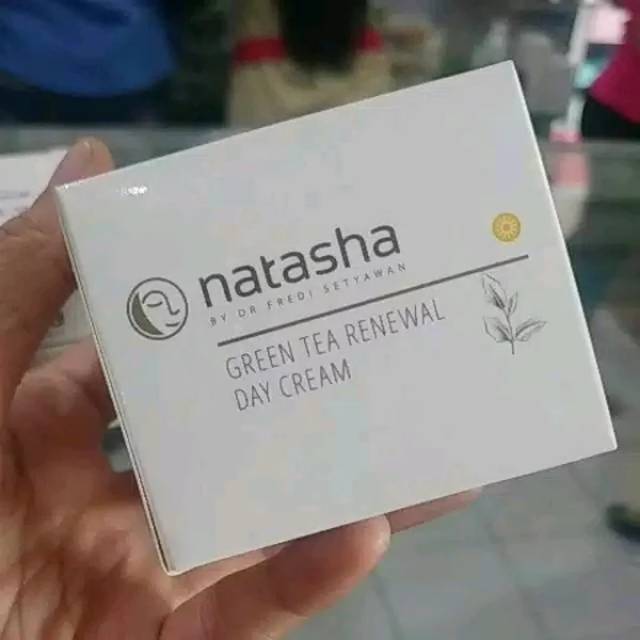 natasha
BY DR FREDI SETYAWAN
GREEN TEA RENEWAL
DAY CREAM